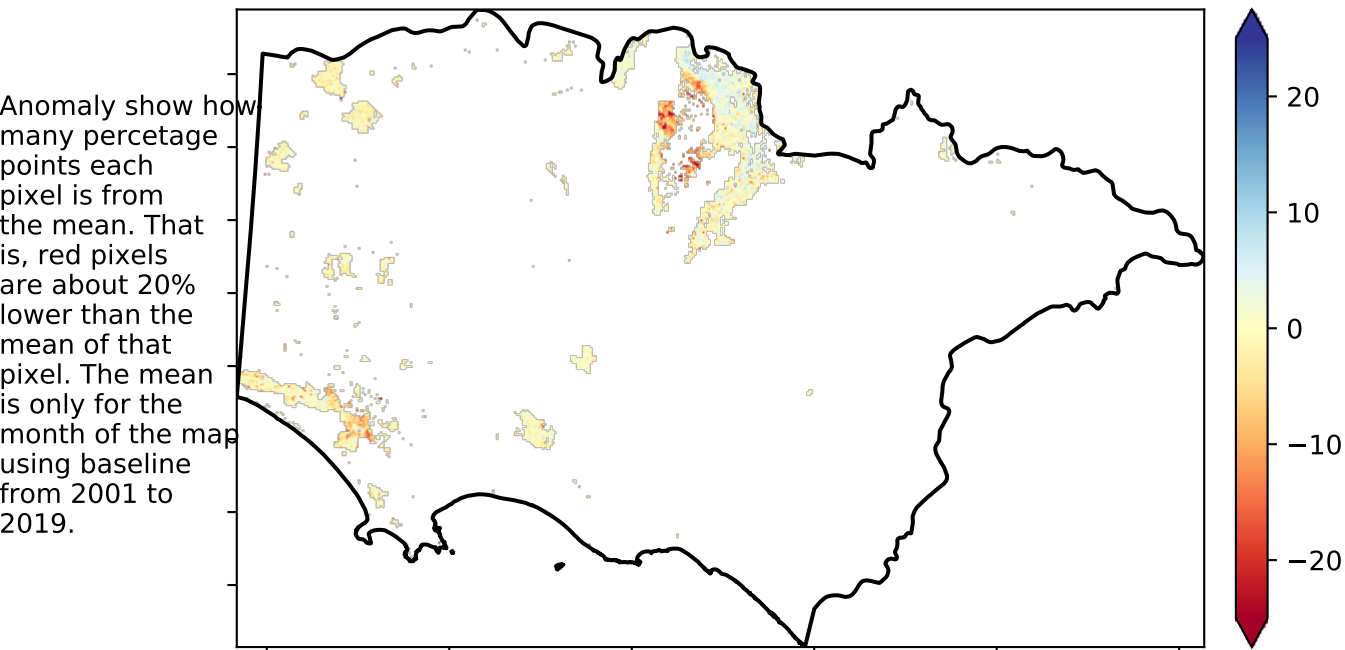 Anomaly show how
many percetage
points each
pixel is from
the mean. That
is, red pixels
are about 20%
lower than the
mean of that
pixel. The mean
is only for the
month of the map
using baseline
from 2001 to
2019.
20
10
0
−10
−20